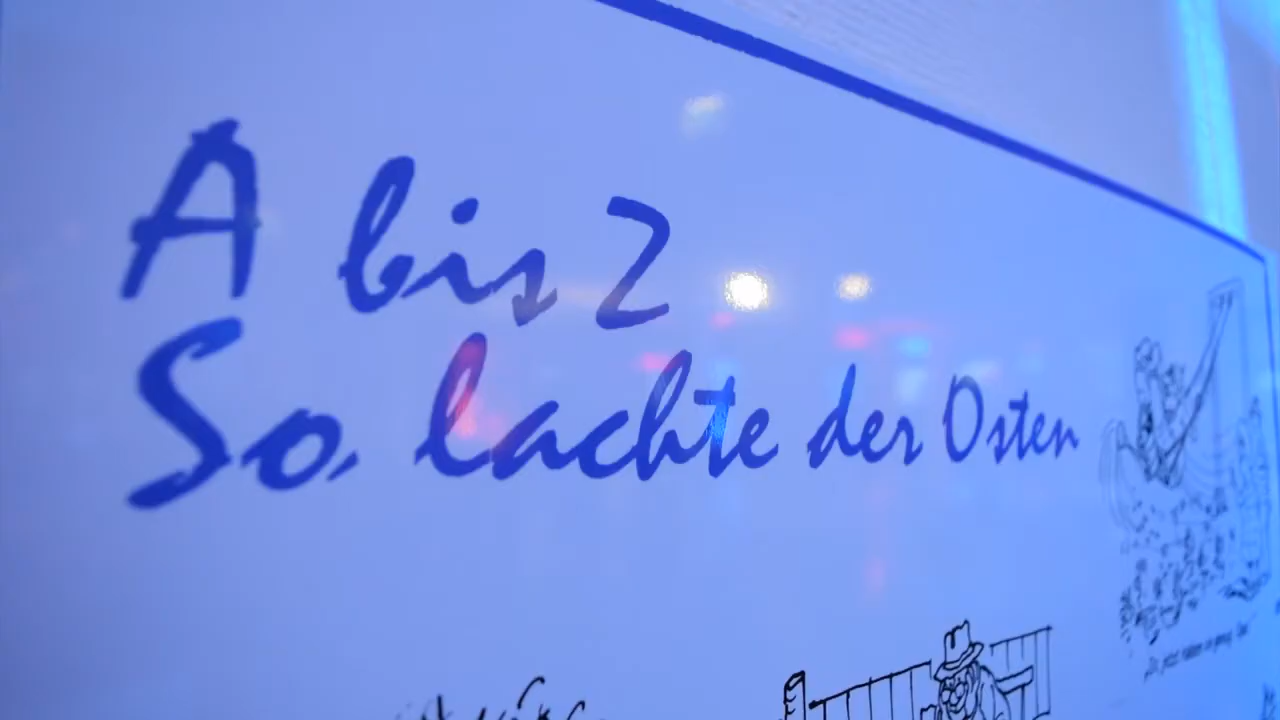 A bis Z
So, lachte der Osten